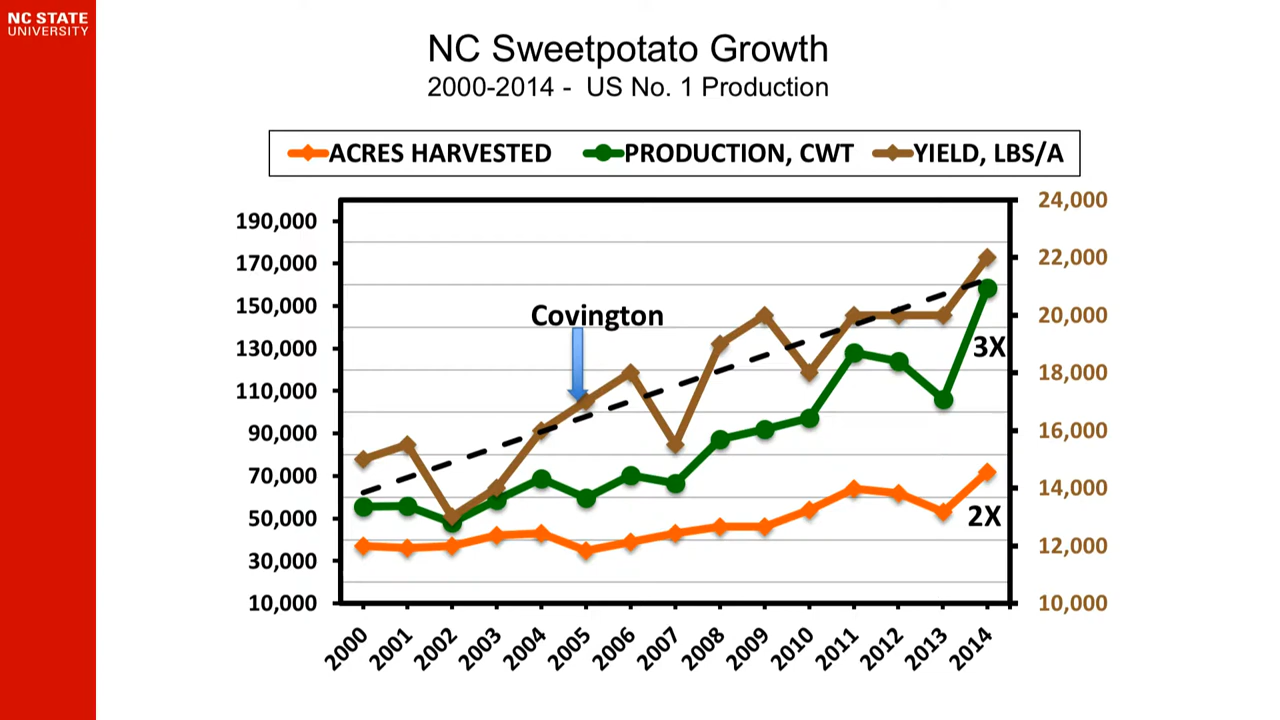 NC STATE
UNIVERSITY
NC Sweetpotato Growth
2000-2014 -  US No. 1 Production
ACRES HARVESTED PRODUCTION, CWT YIELD, LBS/A
190,000
170,000
150,000
130,000
110,000
90,000
70,000
50,000
30,000
10,000
Covington
3X
2X
24,000
22,000
20,000
18,000
16,000
14,000
12,000
10,000
2000 2001 2002 2003 2004 2005 2006 2007 2008 2009 2010 2011 2012 2013 2014